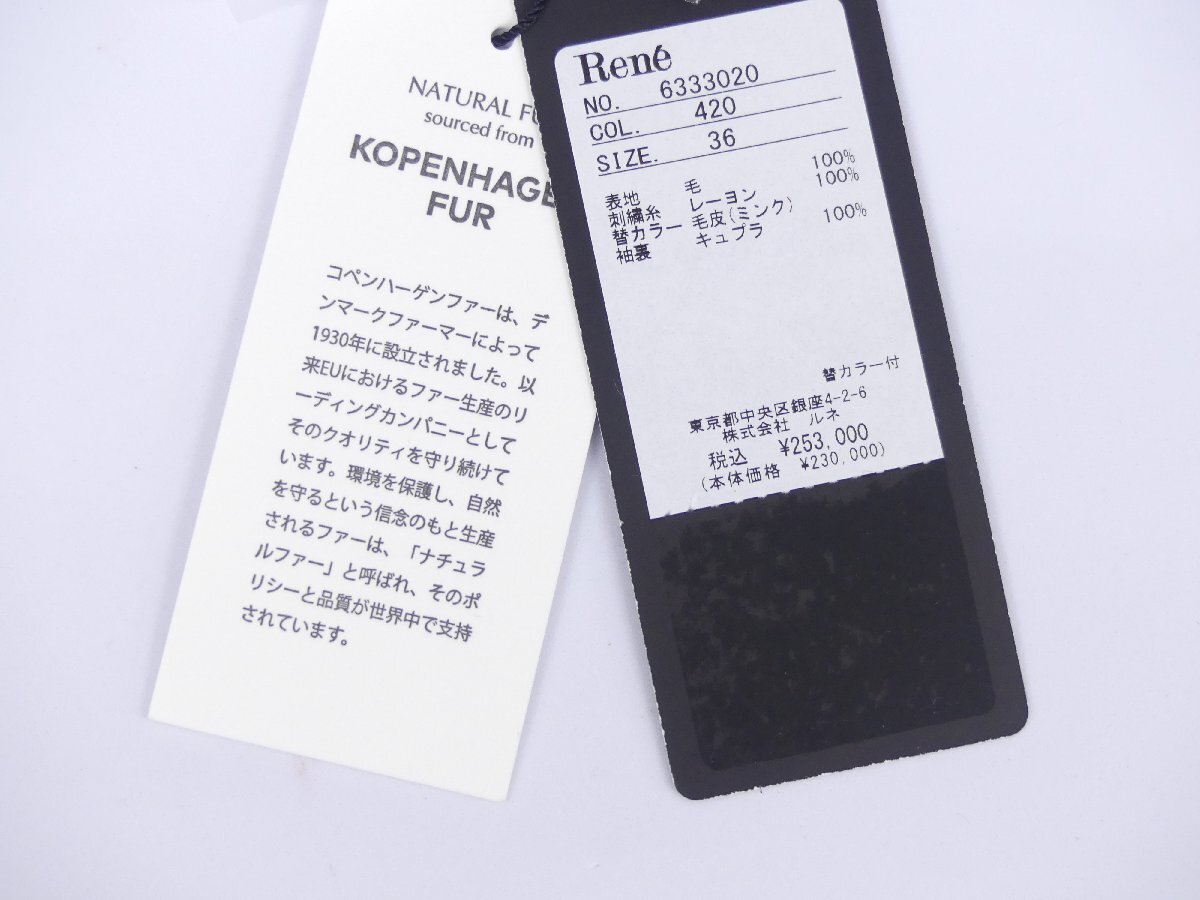 NATURAL FU
sourced from
KOPENHAGE
FUR
コペンハーゲンファーは、デ
ンマークファーマーによって
1930年に設立されました。以
来EUにおけるファー生産のリ
ーディングカンパニーとして
そのクオリティを守り続けて
います。環境を保護し、自然
を守るという信念のもと生産
されるファーは、「ナチュラ
ルファー」と呼ばれ、そのポ
リシーと品質が世界中で支持
されています。
René
NO. 6333020
COL. 420
SIZE. 36
表地 毛 100%
刺繍糸 レーヨン 100%
替カラー 毛皮(ミンク)
袖裏 キュプラ 100%
替カラー付
東京都中央区銀座4-2-6
株式会社 ルネ
税込 ¥253,000
(本体価格 ¥230,000)